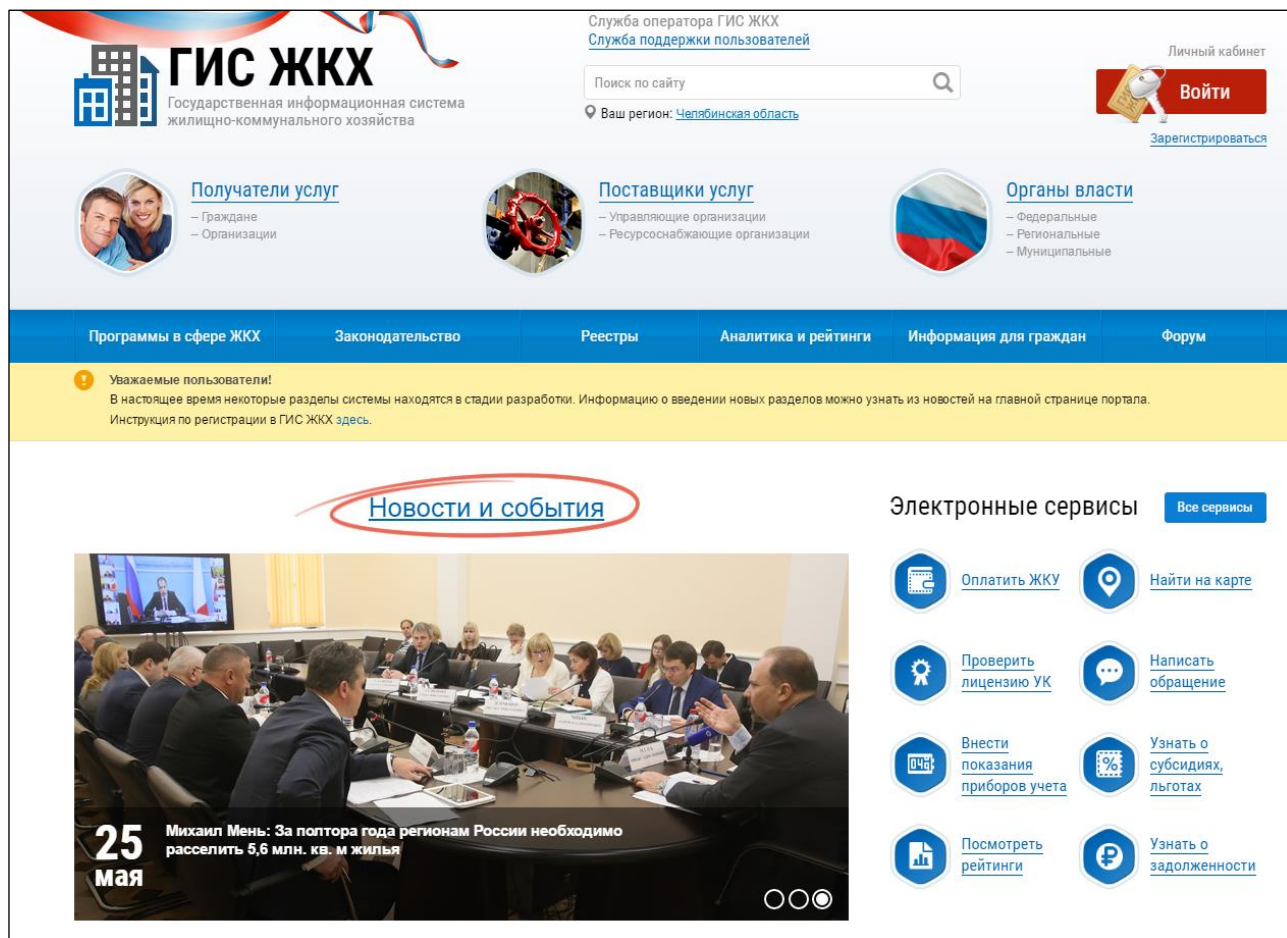 Служба оператора ГИС ЖКХ
Служба поддержки пользователей
ГИС ЖКХ
Государственная информационная система
жилищно-коммунального хозяйства
Поиск по сайту
Ваш регион: Челябинская область
Личный кабинет
Войти
Зарегистрироваться
Получатели услуг
– Граждане
– Организации
Поставщики услуг
– Управляющие организации
– Ресурсоснабжающие организации
Органы власти
– Федеральные
– Региональные
– Муниципальные
Программы в сфере ЖКХ Законодательство Реестры Аналитика и рейтинги Информация для граждан Форум
Уважаемые пользователи!
В настоящее время некоторые разделы системы находятся в стадии разработки. Информацию о введении новых разделов можно узнать из новостей на главной странице портала.
Инструкция по регистрации в ГИС ЖКХ здесь.
Новости и события
25
мая
Михаил Мень: За полтора года регионам России необходимо
расселить 5,6 млн. кв. м жилья
Электронные сервисы
Все сервисы
Оплатить ЖКУ
Найти на карте
Проверить
лицензию УК
Написать
обращение
Внести
показания
приборов учета
Узнать о
субсидиях,
льготах
Посмотреть
рейтинги
Узнать о
задолженности